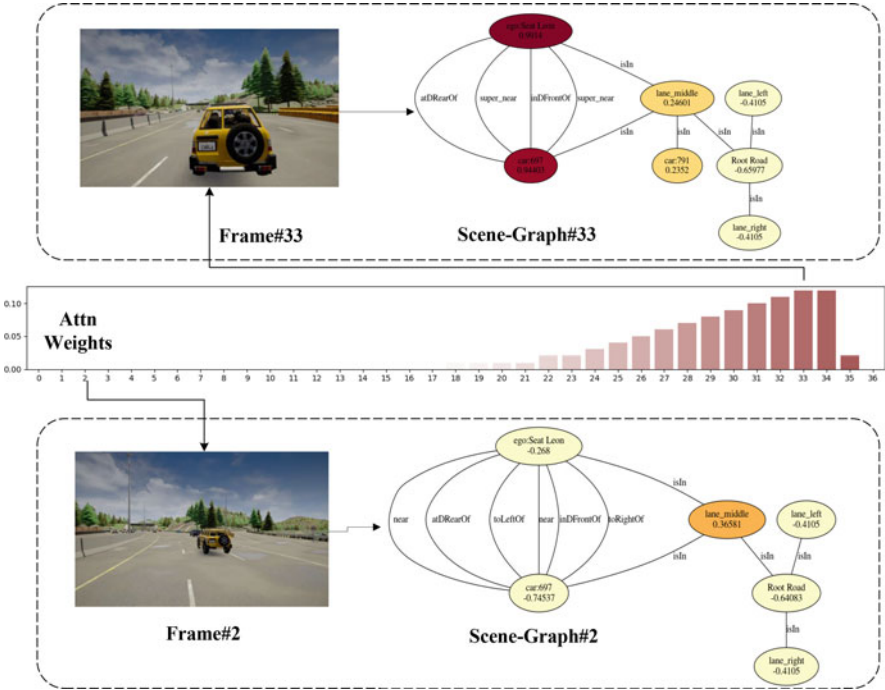 ego:Seat Leon
0.9914
isIn
atDRearOf super_near inDFrontOf super_near
lane_middle
0.24601
lane_left
-0.4105
isIn isIn isIn isIn
car:697
0.94403
car:791
0.2352
Root Road
-0.65977
isIn
lane_right
-0.4105
Frame#33 Scene-Graph#33
0.10
0.05
0.00
Attn
Weights
0 1 2 3 4 5 6 7 8 9 10 11 12 13 14 15 16 17 18 19 20 21 22 23 24 25 26 27 28 29 30 31 32 33 34 35 36
ego:Seat Leon
-0.268
isIn
near atDRearOf toLeftOf near inDFrontOf toRightOf
lane_middle
0.36581
lane_left
-0.4105
isIn isIn isIn
car:697
-0.74537
Root Road
-0.64083
isIn
lane_right
-0.4105
Frame#2 Scene-Graph#2